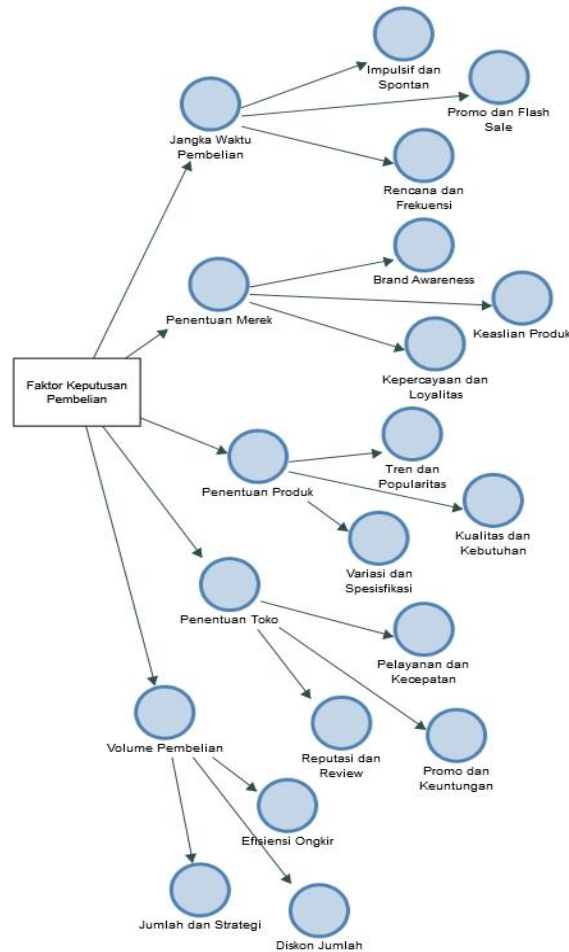 Impulsif dan
Spontan
Promo dan Flash
Sale
Jangka Waktu
Pembelian
Rencana dan
Frekuensi
Brand Awareness
Penentuan Merek
Keaslian Produk
Kepercayaan dan
Loyalitas
Faktor Keputusan
Pembelian
Tren dan
Popularitas
Penentuan Produk
Kualitas dan
Kebutuhan
Variasi dan
Spesifikasi
Penentuan Toko
Pelayanan dan
Kecepatan
Volume Pembelian
Reputasi dan
Review
Promo dan
Keuntungan
Efisiensi Ongkir
Jumlah dan Strategi
Diskon Jumlah